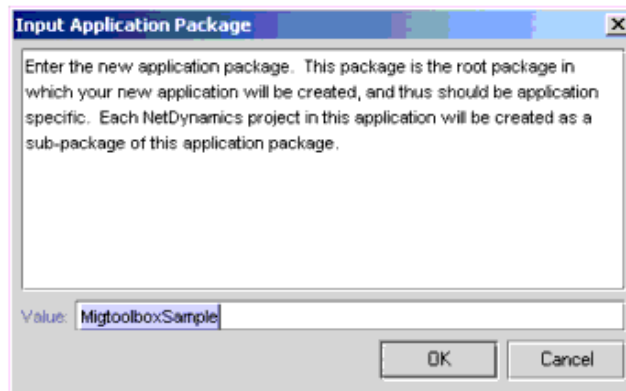 Input Application Package
Enter the new application package. This package is the root package in
which your new application will be created, and thus should be application
specific. Each NetDynamics project in this application will be created as a
sub-package of this application package.
Value: MigtoolboxSample
OK Cancel